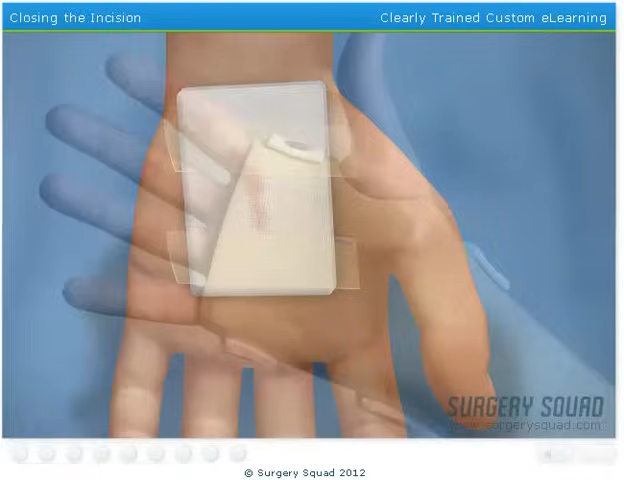 Closing the Incision
Clearly Trained Custom eLearning
SURGERY SQUAD
www.surgerysquad.com
© Surgery Squad 2012